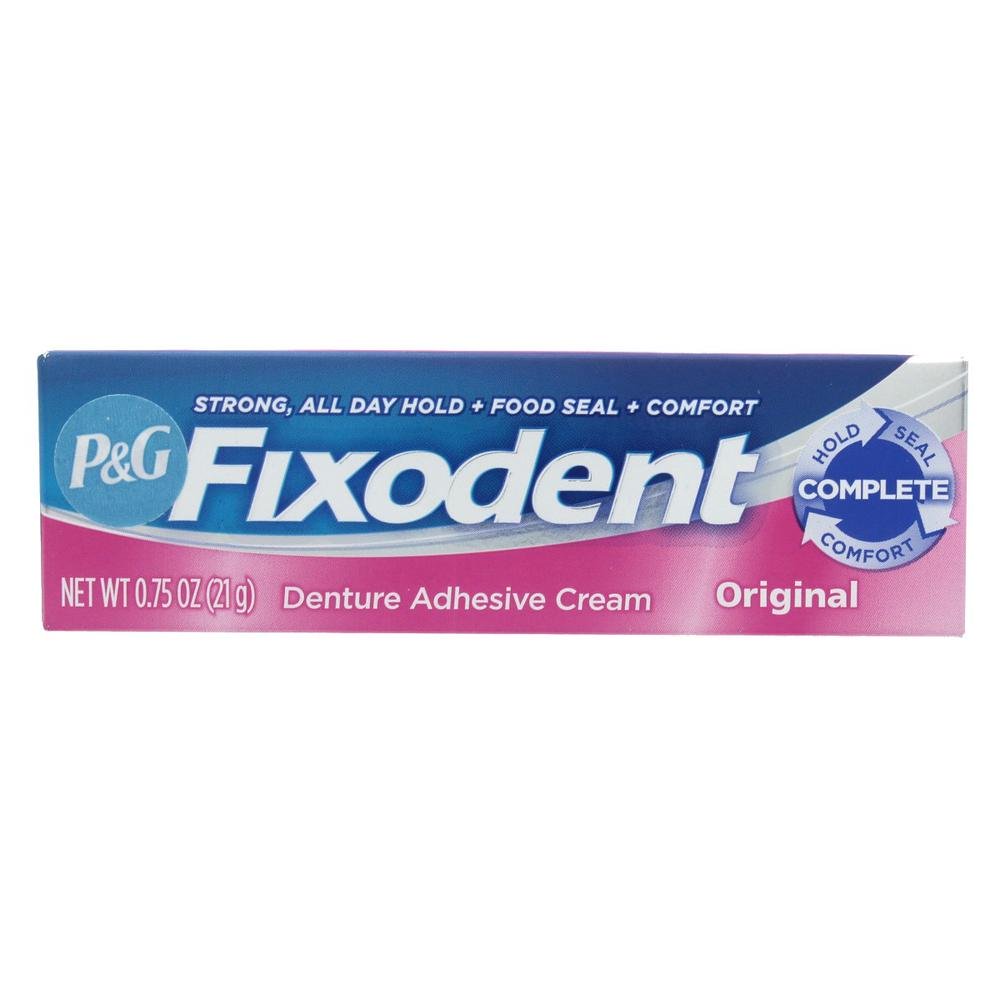 STRONG, ALL DAY HOLD + FOOD SEAL + COMFORT
P&G
Fixodent
HOLD
SEAL
COMPLETE
COMFORT
NET WT 0.75 OZ (21 g)
Denture Adhesive Cream
Original